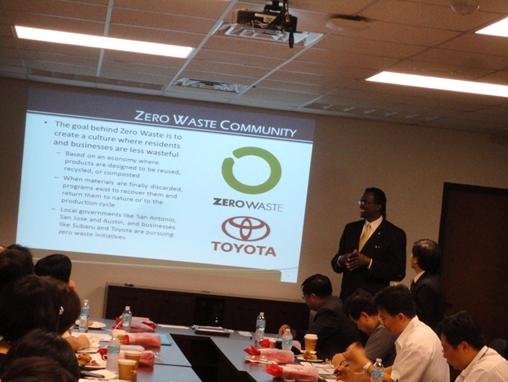 ZERO WASTE COMMUNITY
• The goal behind Zero Waste is to
create a culture where residents
and businesses are less wasteful
– Based on an economy where
products are designed to be reused,
recycled, or composted
– When materials are finally discarded,
programs exist to recover them and
return them to nature or to the
production cycle
– Local governments like San Antonio,
San Jose and Austin, and businesses
like Subaru and Toyota are pursuing
zero waste initiatives
ZEROWASTE
TOYOTA